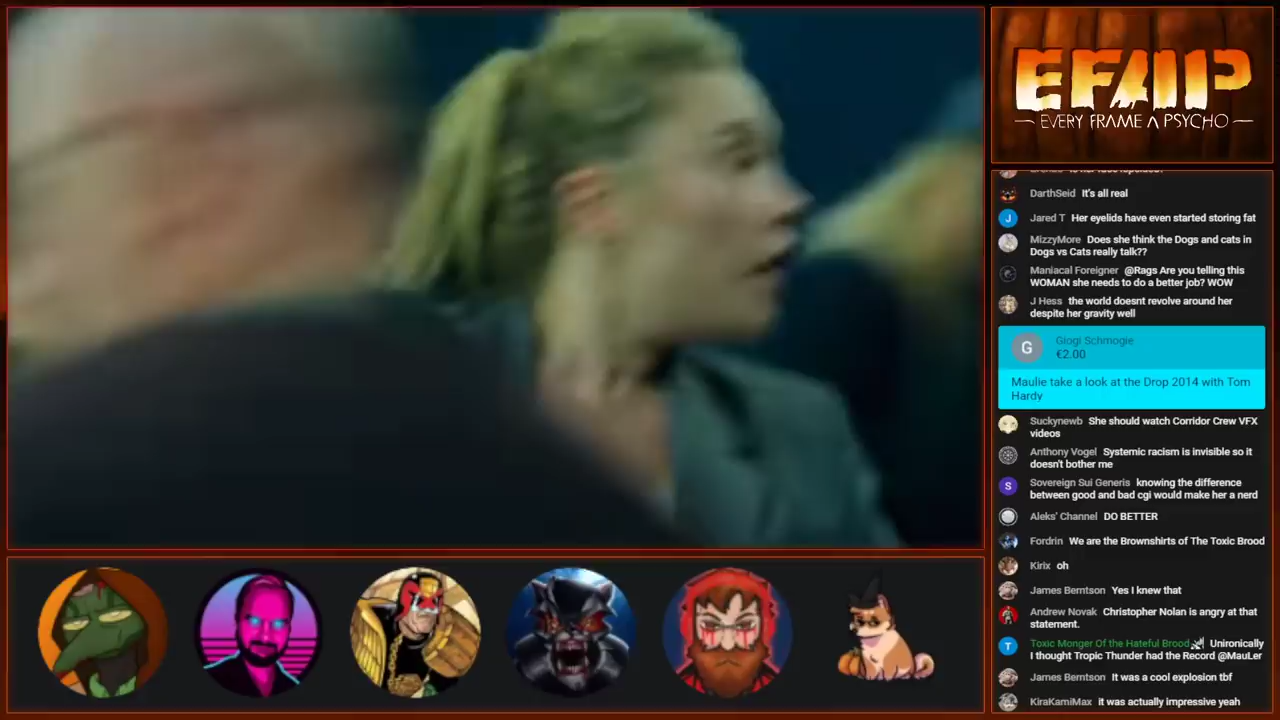 EFAP
EVERY FRAME A PSYCHO
DarthSeid It's all real
Jared T Her eyelids have even started storing fat
MizzyMore Does she think the Dogs and cats in
Dogs vs Cats really talk??
Maniacal Foreigner @Rags Are you telling this
WOMAN she needs to do a better job? WOW
J Hess the world doesnt revolve around her
despite her gravity well
G
Giogi Schmogie
€2.00
Maulie take a look at the Drop 2014 with Tom
Hardy
Suckynewb She should watch Corridor Crew VFX
videos
Anthony Vogel Systemic racism is invisible so it
doesn't bother me
S
Sovereign Sui Generis knowing the difference
between good and bad cgi would make her a nerd
Aleks' Channel DO BETTER
Fordrin We are the Brownshirts of The Toxic Brood
Kirix oh
James Berntson Yes I knew that
Andrew Novak Christopher Nolan is angry at that
statement.
T
Toxic Monger Of the Hateful Brood Unironically
I thought Tropic Thunder had the Record @MauLer
James Berntson It was a cool explosion tbf
KiraKamiMax it was actually impressive yeah